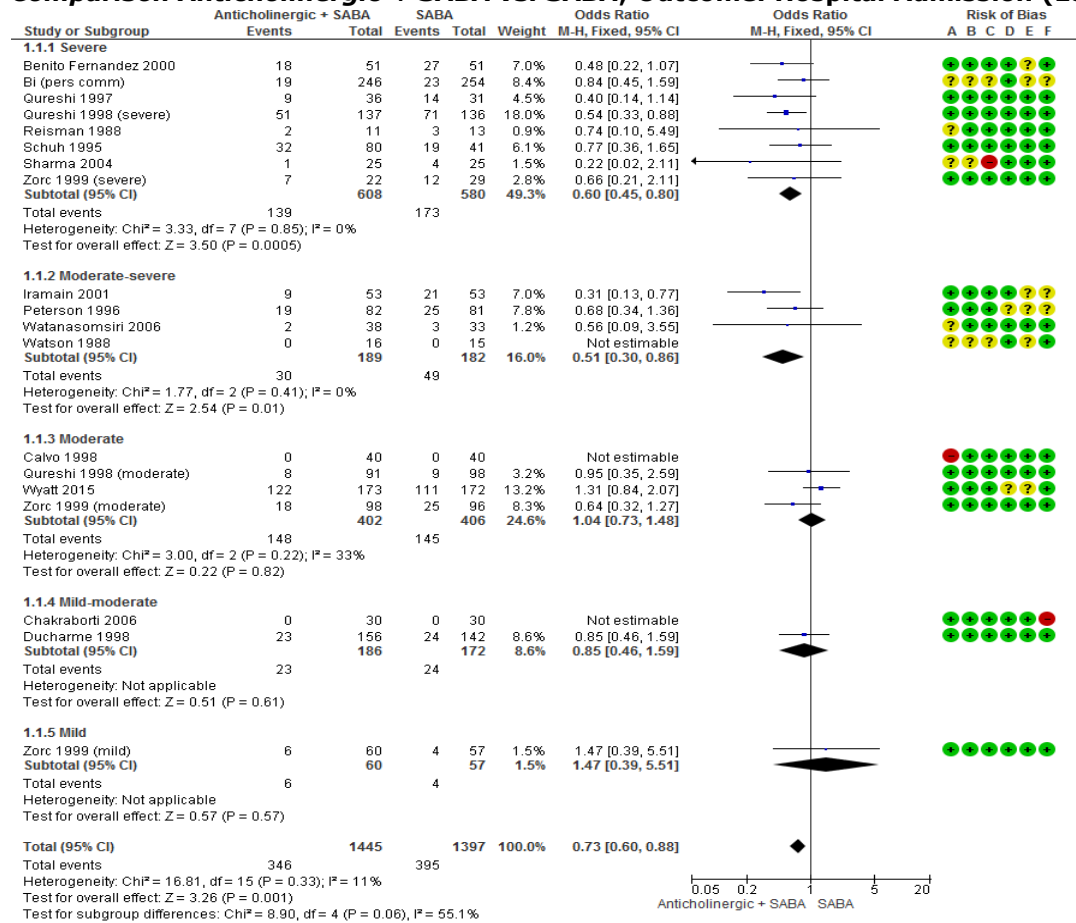 Comparison Anticholinergic + SABA vs. SABA, Outcome: Hospital Admission
Anticholinergic + SABA SABA Odds Ratio Odds Ratio Risk of Bias
Study or Subgroup Events Total Events Total Weight M-H, Fixed, 95% CI M-H, Fixed, 95% CI A B C D E F
1.1.1 Severe
Benito Fernandez 2000 18 51 27 51 7.0% 0.48 [0.22, 1.07] + + + + ? +
Bi (pers comm) 19 246 23 254 8.4% 0.84 [0.45, 1.59] ? ? ? + ? ?
Qureshi 1997 9 36 14 31 4.5% 0.40 [0.14, 1.14] + + + + + +
Qureshi 1998 (severe) 51 137 71 136 18.0% 0.54 [0.33, 0.88] + + + + + +
Reisman 1988 2 11 3 13 0.9% 0.74 [0.10, 5.49] ? + + + + +
Schuh 1995 32 80 19 41 6.1% 0.77 [0.36, 1.65] + + + + + +
Sharma 2004 1 25 4 25 1.5% 0.22 [0.02, 2.11] ? ? - + + +
Zorc 1999 (severe) 7 22 12 29 2.8% 0.66 [0.21, 2.11] + + + + + +
Subtotal (95% CI) 608 580 49.3% 0.60 [0.45, 0.80]
Total events 139 173
Heterogeneity: Chi² = 3.33, df = 7 (P = 0.85); I² = 0%
Test for overall effect: Z = 3.50 (P = 0.0005)
1.1.2 Moderate-severe
Iramain 2001 9 53 21 53 7.0% 0.31 [0.13, 0.77] + + + + ? ?
Peterson 1996 19 82 25 81 7.8% 0.68 [0.34, 1.36] + + + ? ? ?
Watanasomsiri 2006 2 38 3 33 1.2% 0.56 [0.09, 3.55] ? + + + + +
Watson 1988 0 16 0 15 Not estimable ? ? ? + ? +
Subtotal (95% CI) 189 182 16.0% 0.51 [0.30, 0.86]
Total events 30 49
Heterogeneity: Chi² = 1.77, df = 2 (P = 0.41); I² = 0%
Test for overall effect: Z = 2.54 (P = 0.01)
1.1.3 Moderate
Calvo 1998 0 40 0 40 Not estimable - + + + + +
Qureshi 1998 (moderate) 8 91 9 98 3.2% 0.95 [0.35, 2.59] + + + + + +
Wyatt 2015 122 173 111 172 13.2% 1.31 [0.84, 2.07] + + + ? ? +
Zorc 1999 (moderate) 18 98 25 96 8.3% 0.64 [0.32, 1.27] + + + + + +
Subtotal (95% CI) 402 406 24.6% 1.04 [0.73, 1.48]
Total events 148 145
Heterogeneity: Chi² = 3.00, df = 2 (P = 0.22); I² = 33%
Test for overall effect: Z = 0.22 (P = 0.82)
1.1.4 Mild-moderate
Chakraborti 2006 0 30 0 30 Not estimable + + + + + -
Ducharme 1998 23 156 24 142 8.6% 0.85 [0.46, 1.59] + + + + + +
Subtotal (95% CI) 186 172 8.6% 0.85 [0.46, 1.59]
Total events 23 24
Heterogeneity: Not applicable
Test for overall effect: Z = 0.51 (P = 0.61)
1.1.5 Mild
Zorc 1999 (mild) 6 60 4 57 1.5% 1.47 [0.39, 5.51] + + + + + +
Subtotal (95% CI) 60 57 1.5% 1.47 [0.39, 5.51]
Total events 6 4
Heterogeneity: Not applicable
Test for overall effect: Z = 0.57 (P = 0.57)
Total (95% CI) 1445 1397 100.0% 0.73 [0.60, 0.88]
Total events 346 395
Heterogeneity: Chi² = 16.81, df = 15 (P = 0.33); I² = 11%
Test for overall effect: Z = 3.26 (P = 0.001)
Test for subgroup differences: Chi² = 8.90, df = 4 (P = 0.06), I² = 55.1%
0.05 0.2 1 5 20
Anticholinergic + SABA SABA